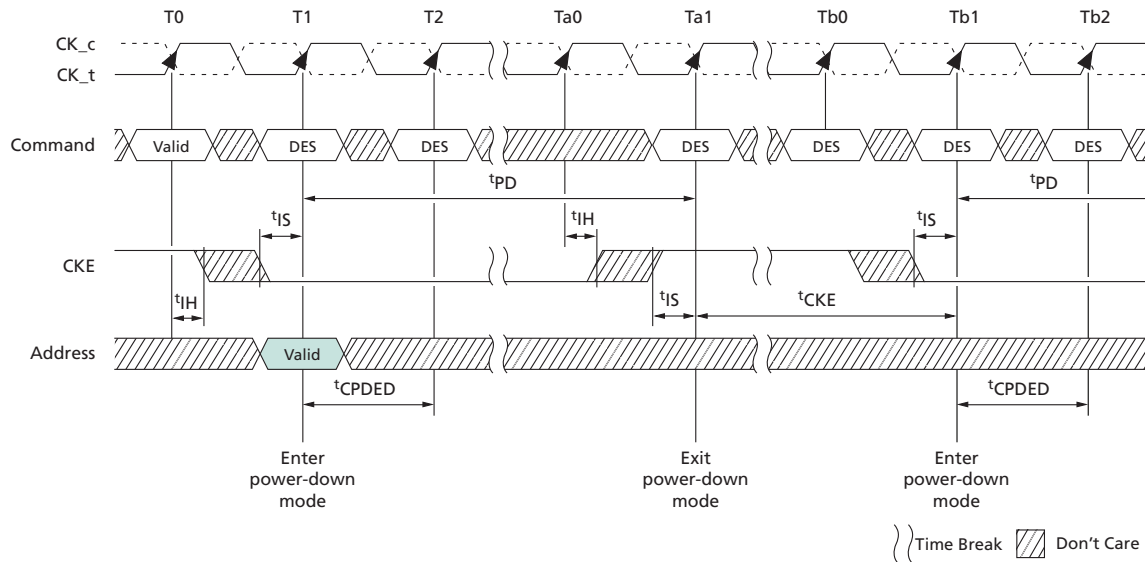 T0 T1 T2 Ta0 Ta1 Tb0 Tb1 Tb2
CK_c
CK_t
Command Valid DES DES DES DES DES DES
tPD tPD
tIS tIH tIS
CKE
tIH tIS tCKE
Address Valid
tCPDED tCPDED
Enter power-down mode
Exit power-down mode
Enter power-down mode
Time Break Don't Care